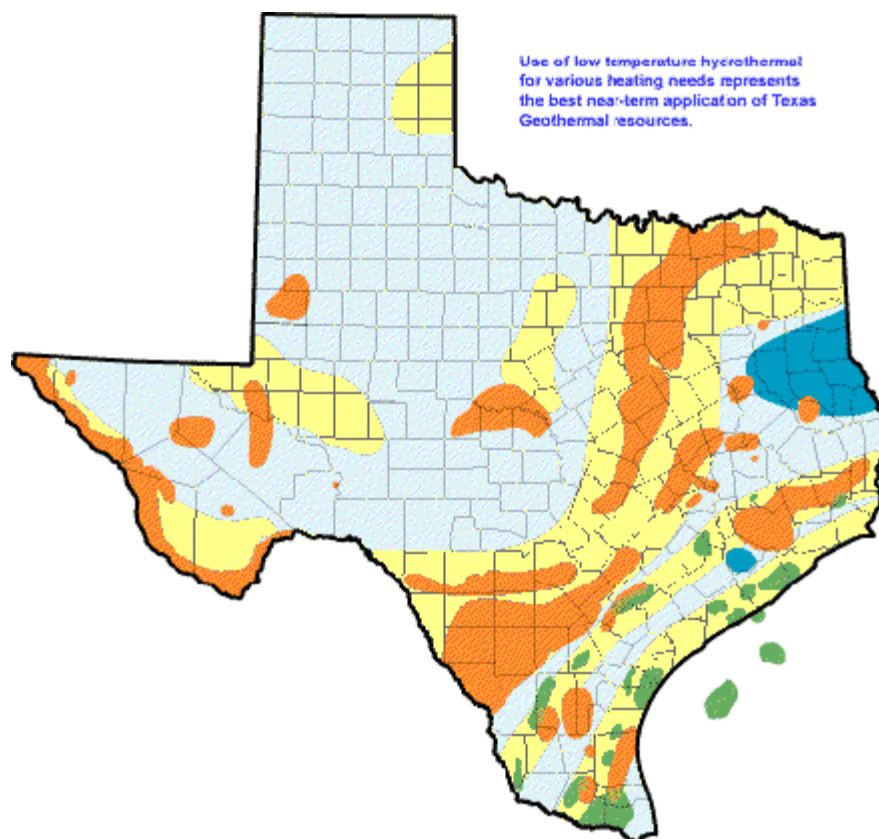 Use of low temperature hydrothermal
for various heating needs represents
the best near-term application of Texas
Geothermal resources.